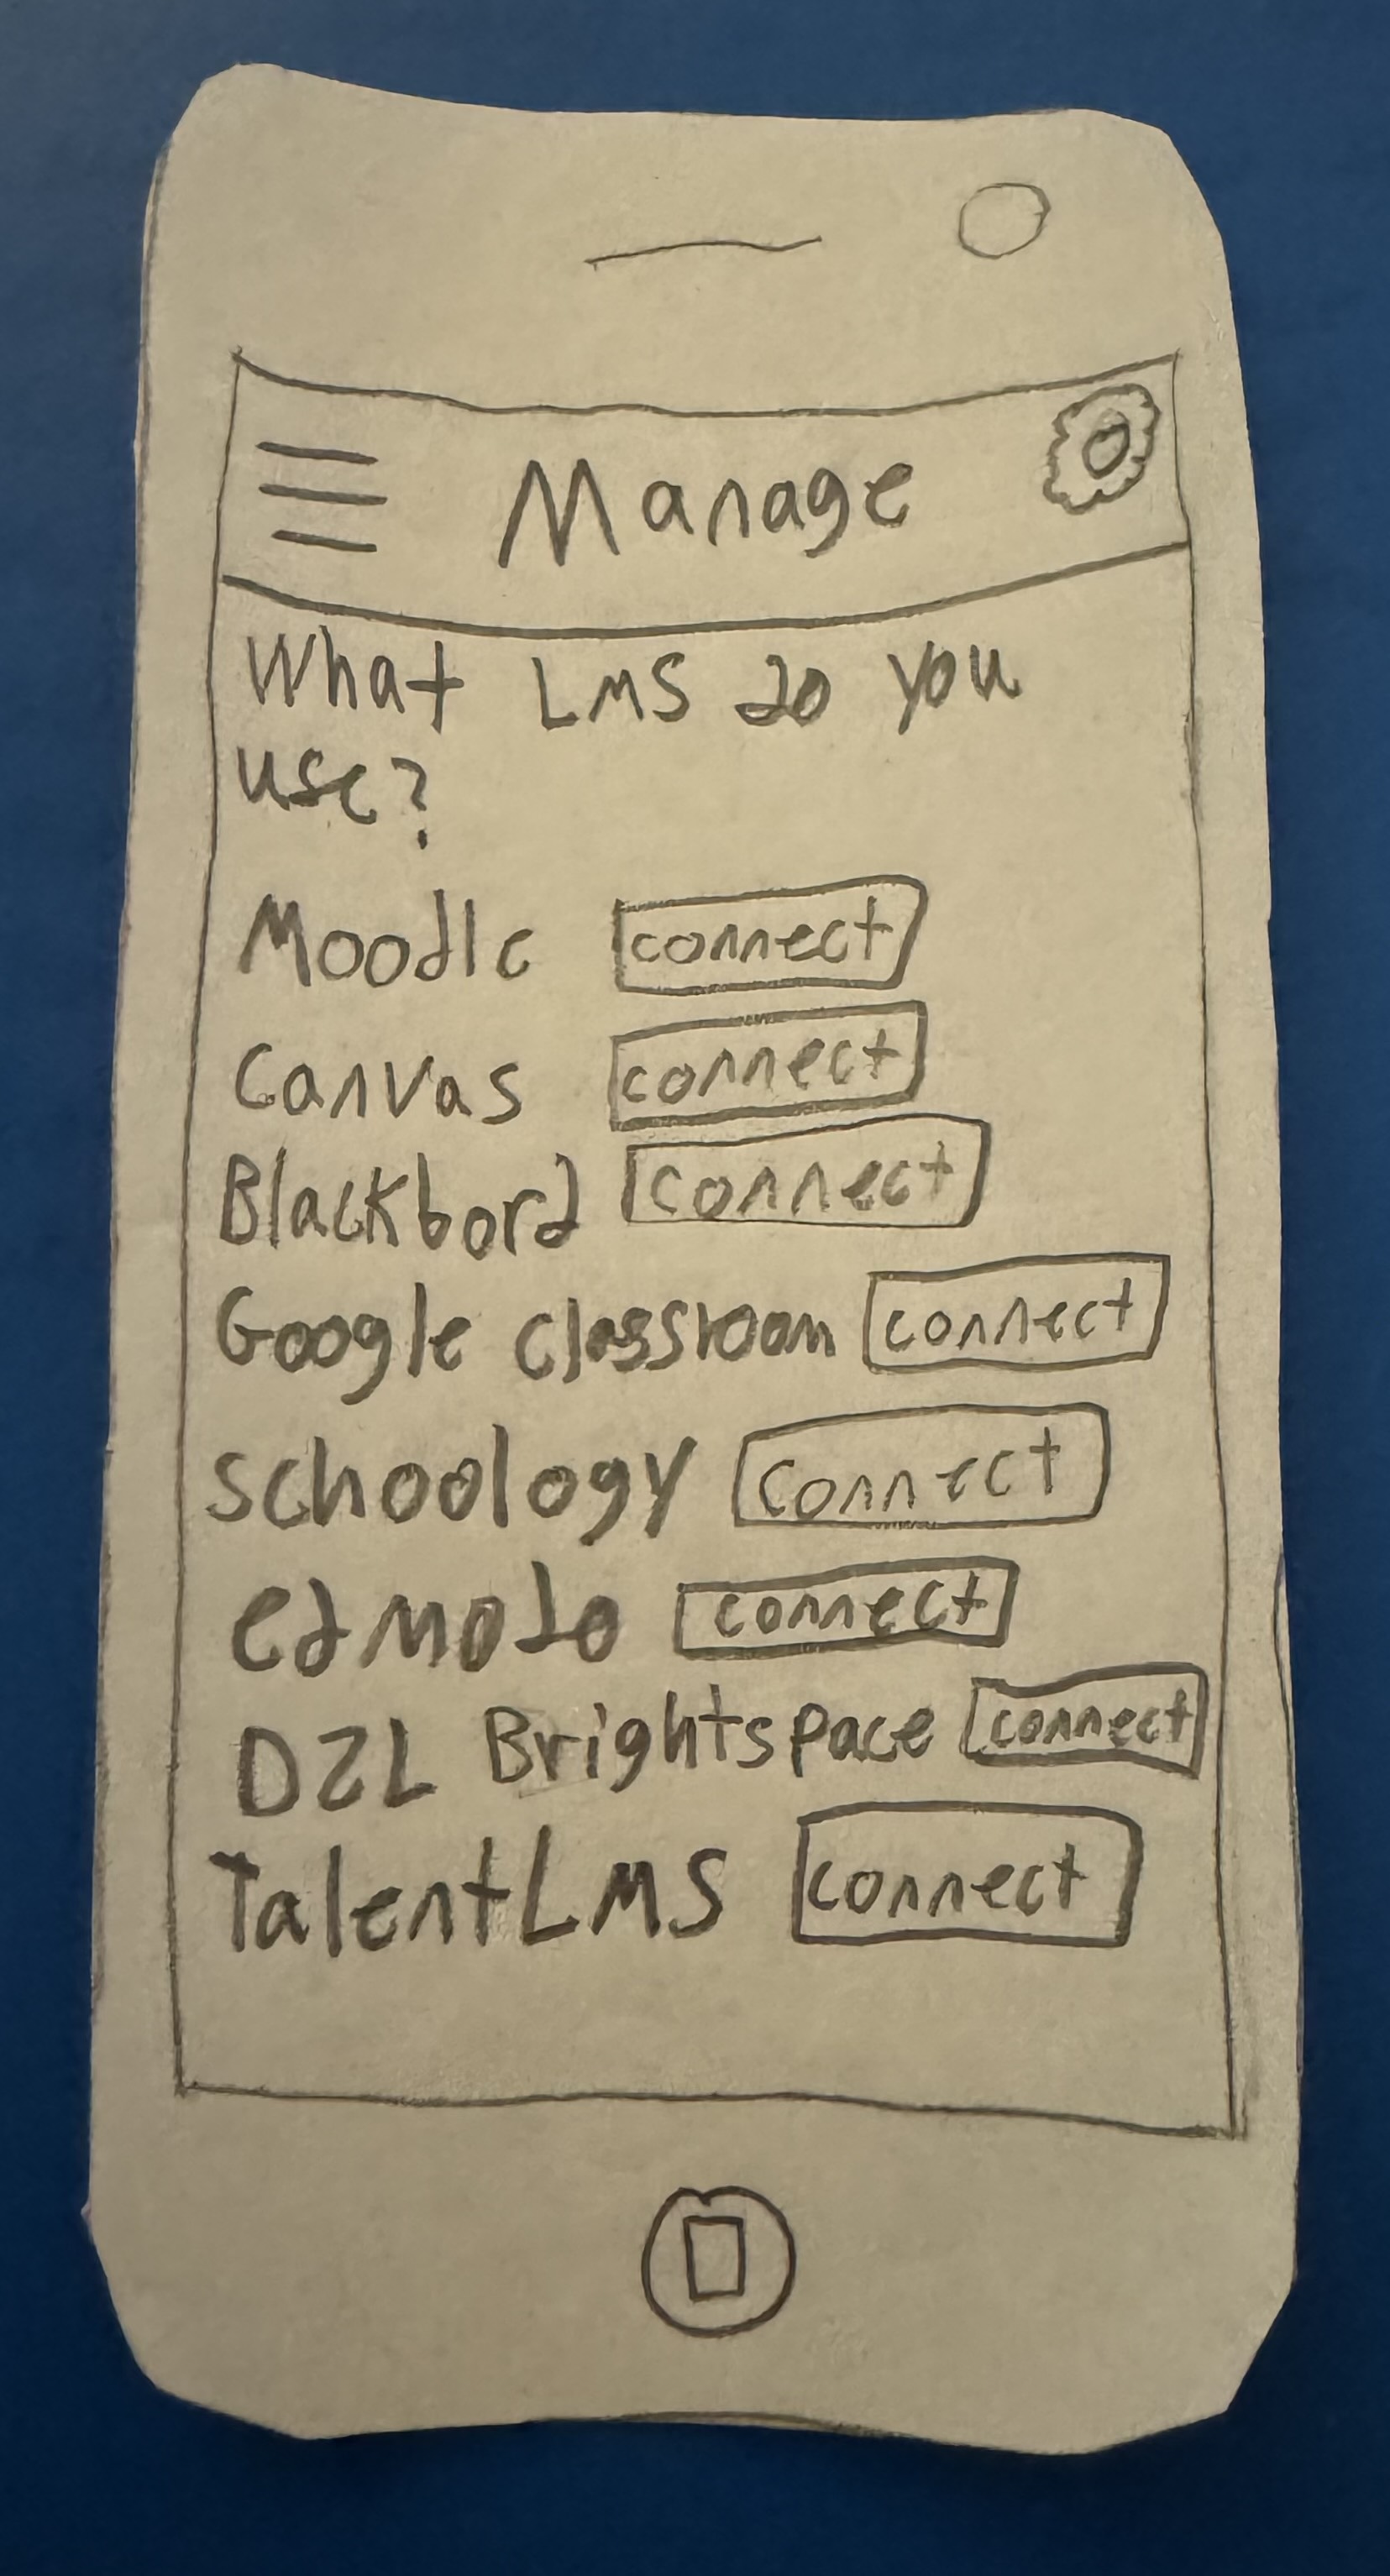 Manage
What LMS do you
use?
Moodle connect
Canvas connect
Blackbord connect
Google classroom connect
schoology connect
edmodo connect
D2L Brightspace connect
TalentLMS connect